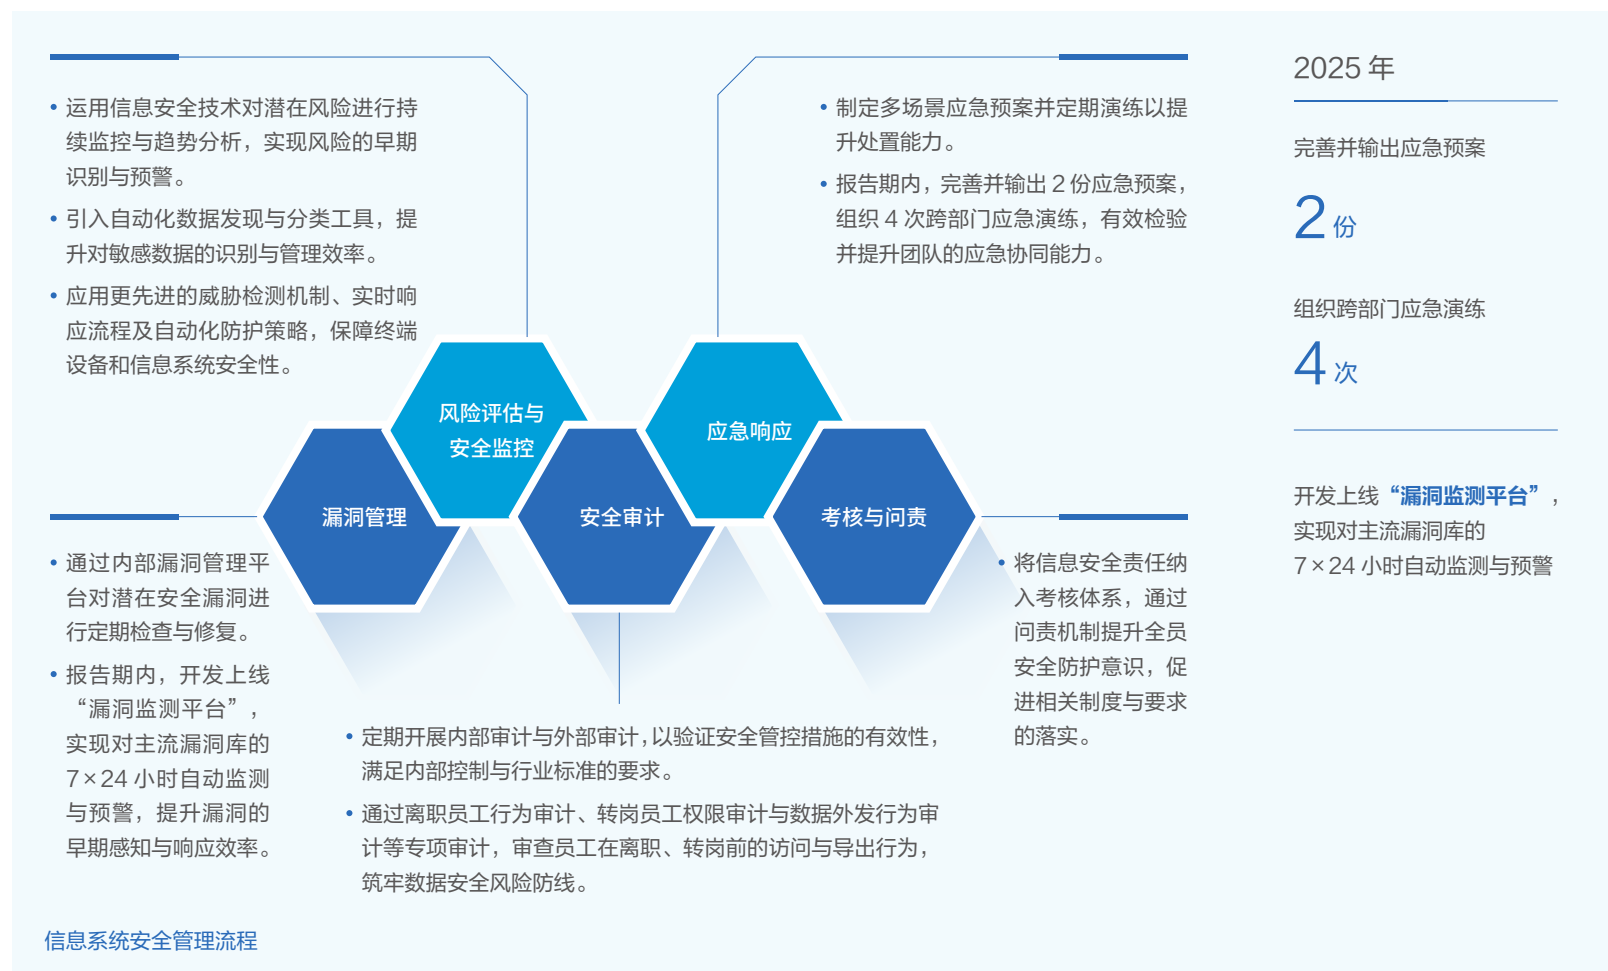 • 运用信息安全技术对潜在风险进行持
续监控与趋势分析，实现风险的早期
识别与预警。
• 引入自动化数据发现与分类工具，提
升对敏感数据的识别与管理效率。
• 应用更先进的威胁检测机制、实时响
应流程及自动化防护策略，保障终端
设备和信息系统安全性。
• 制定多场景应急预案并定期演练以提
升处置能力。
• 报告期内，完善并输出 2 份应急预案，
组织 4 次跨部门应急演练，有效检验
并提升团队的应急协同能力。
风险评估与
安全监控
应急响应
漏洞管理
安全审计
考核与问责
• 通过内部漏洞管理平
台对潜在安全漏洞进
行定期检查与修复。
• 报告期内，开发上线
“漏洞监测平台”，
实现对主流漏洞库的
7×24 小时自动监测
与预警，提升漏洞的
早期感知与响应效率。
• 定期开展内部审计与外部审计，以验证安全管控措施的有效性，
满足内部控制与行业标准的要求。
• 通过离职员工行为审计、转岗员工权限审计与数据外发行为审
计等专项审计，审查员工在离职、转岗前的访问与导出行为，
筑牢数据安全风险防线。
• 将信息安全责任纳
入考核体系，通过
问责机制提升全员
安全防护意识，促
进相关制度与要求
的落实。
2025 年
完善并输出应急预案
2 份
组织跨部门应急演练
4 次
开发上线“漏洞监测平台”，
实现对主流漏洞库的
7×24 小时自动监测与预警
信息系统安全管理流程